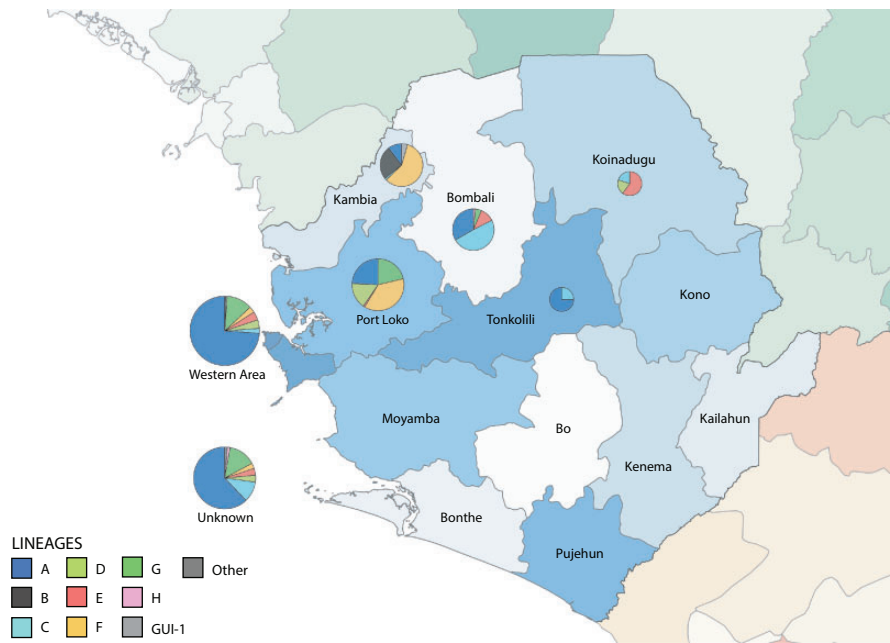 Koinadugu
Kambia
Bombali
Kono
Port Loko
Tonkolili
Western Area
Moyamba
Kailahun
Bo
Kenema
Unknown
Bonthe
Pujehun
LINEAGES
A D G Other
B E H
C F GUI-1